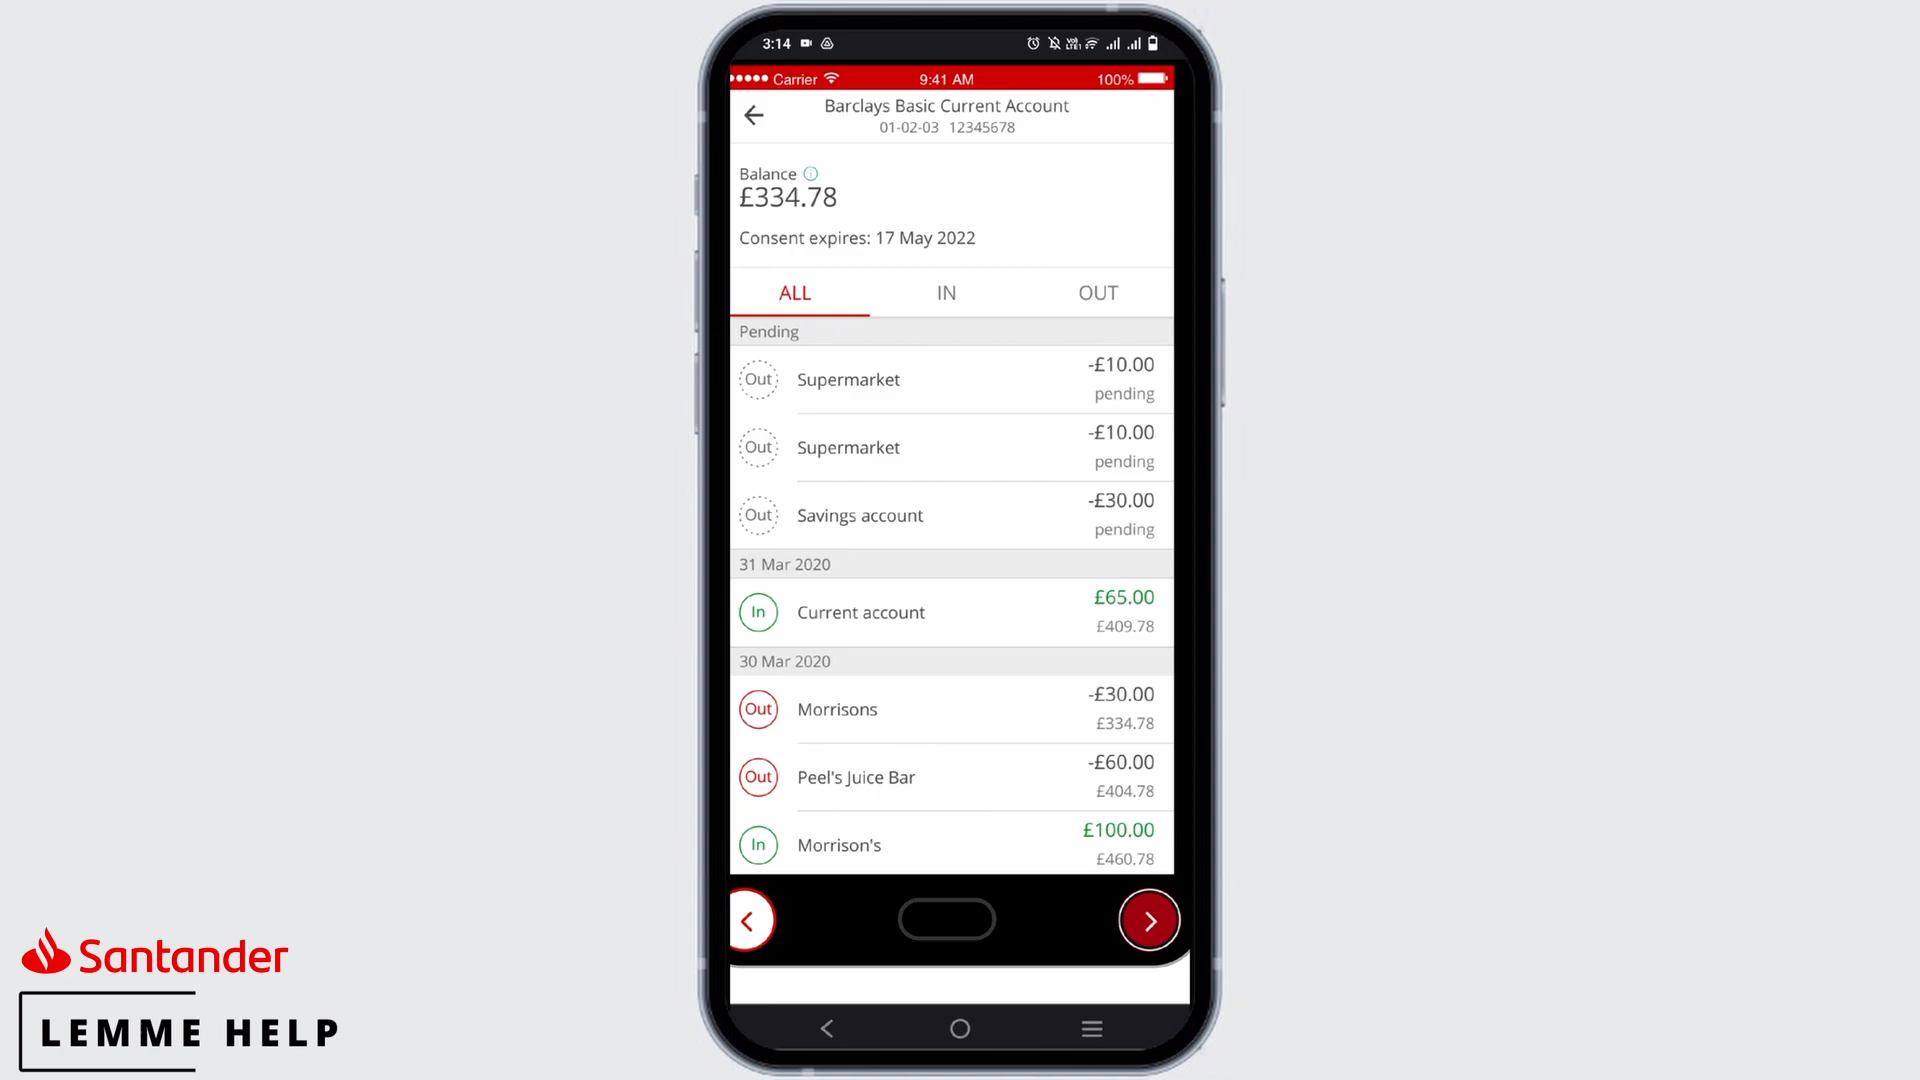 3:14
Carrier 9:41 AM 100%
Barclays Basic Current Account
01-02-03 12345678
Balance
£334.78
Consent expires: 17 May 2022
ALL IN OUT
Pending
Out Supermarket -£10.00
pending
Out Supermarket -£10.00
pending
Out Savings account -£30.00
pending
31 Mar 2020
In Current account £65.00
£409.78
30 Mar 2020
Out Morrisons -£30.00
£334.78
Out Peel's Juice Bar -£60.00
£404.78
In Morrison's £100.00
£460.78
Santander
LEMME HELP